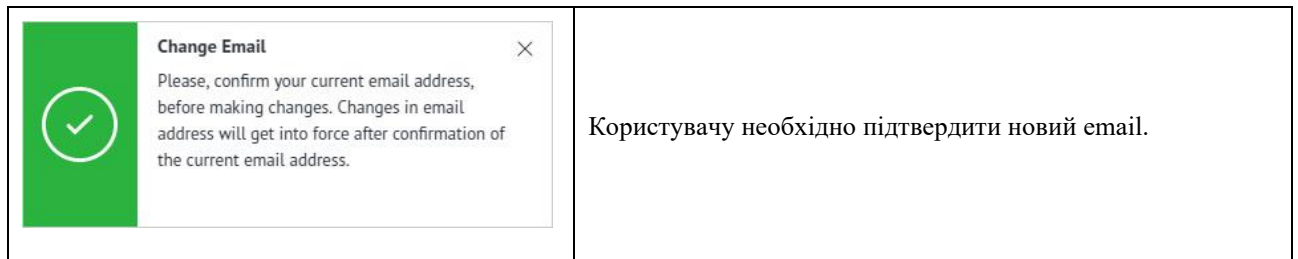 Change Email
Please, confirm your current email address,
before making changes. Changes in email
address will get into force after confirmation of
the current email address.
Користувачу необхідно підтвердити новий email.